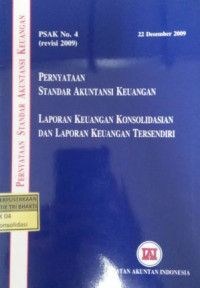 PSAK No. 4
(revisi 2009)
22 Desember 2009
PERNYATAAN
STANDAR AKUNTANSI KEUANGAN
LAPORAN KEUANGAN KONSOLIDASIAN
DAN LAPORAN KEUANGAN TERSENDIRI
AKUNTAN INDONESIA
PERNYATAAN STANDAR AKUNTANSI KEUANGAN